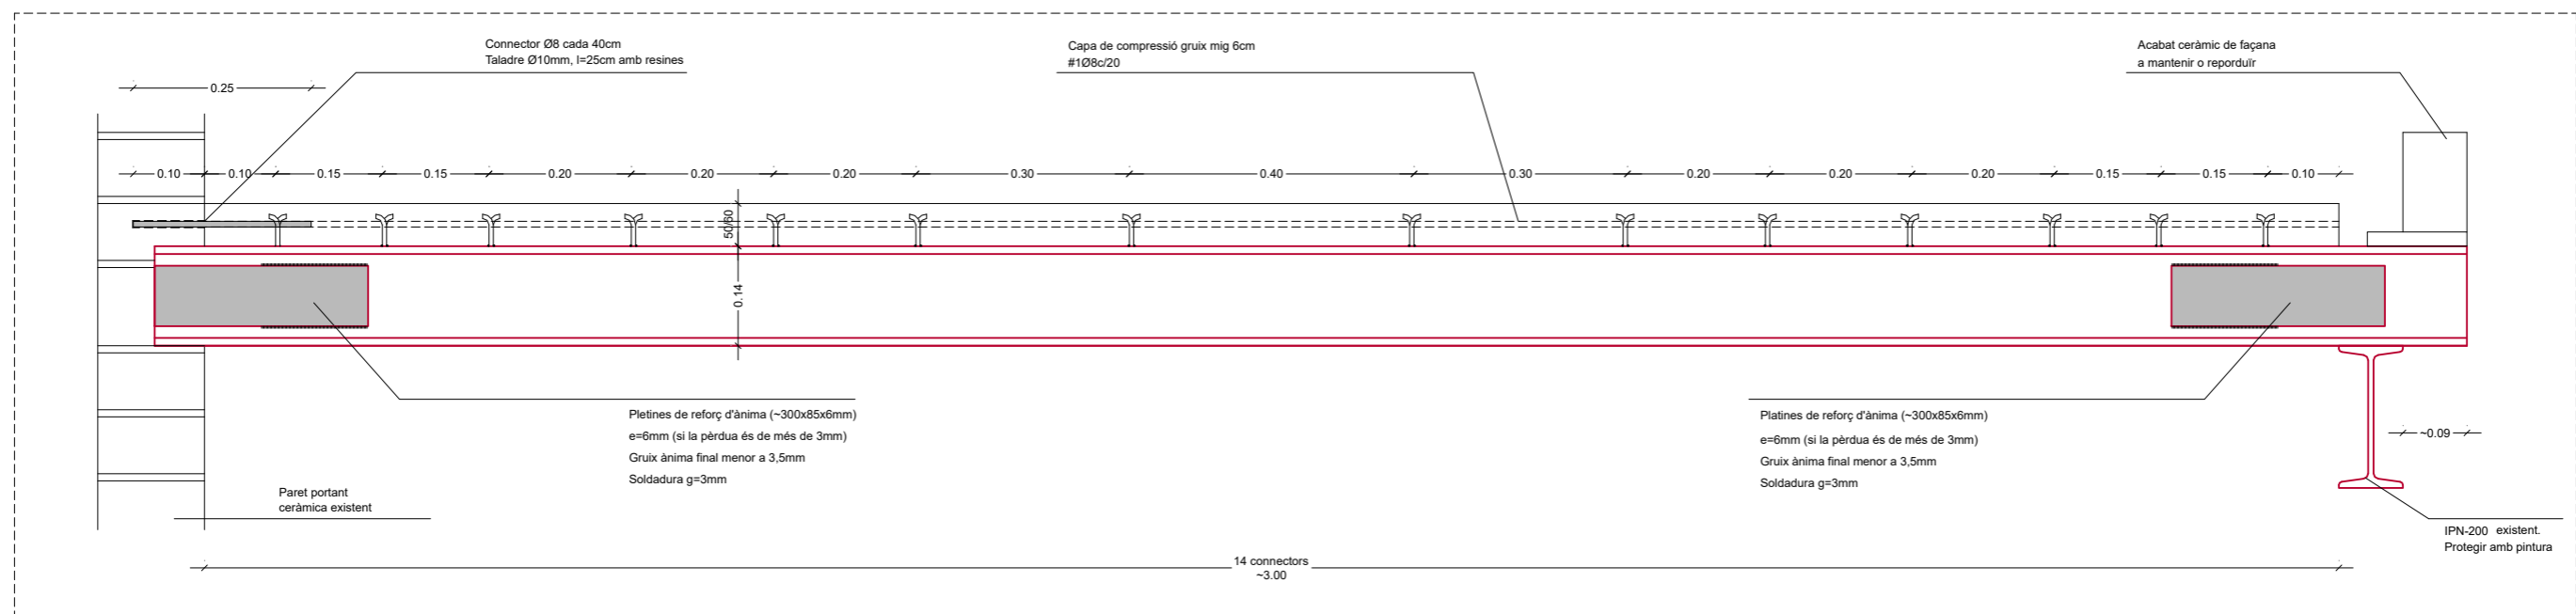 Connector Ø8 cada 40cm
Taladre Ø10mm, l=25cm amb resines
Capa de compressió gruix mig 6cm
#1Ø8c/20
Acabat ceràmic de façana
a mantenir o reporduïr
0.25
0.10
0.10
0.15
0.15
0.20
0.20
0.20
0.30
0.40
0.30
0.20
0.20
0.20
0.15
0.15
0.10
50/60
0.14
Pletines de reforç d'ànima (~300x85x6mm)
e=6mm (si la pèrdua és de més de 3mm)
Gruix ànima final menor a 3,5mm
Soldadura g=3mm
Platines de reforç d'ànima (~300x85x6mm)
e=6mm (si la pèrdua és de més de 3mm)
Gruix ànima final menor a 3,5mm
Soldadura g=3mm
~0.09
Paret portant
ceràmica existent
IPN-200 existent.
Protegir amb pintura
14 connectors
~3.00